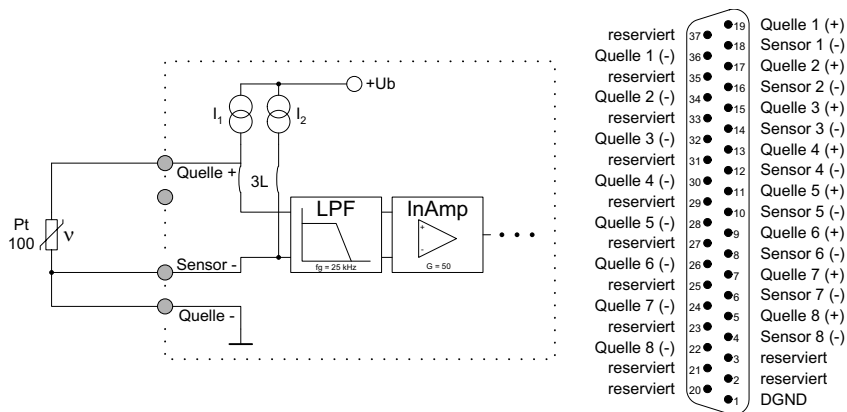 +Ub
I1
I2
Quelle +
3L
LPF
InAmp
+
-
Pt
100
ν
Sensor -
fg = 25 kHz
G = 50
Quelle -
19 Quelle 1 (+)
reserviert 37
18 Sensor 1 (-)
Quelle 1 (-) 36
17 Quelle 2 (+)
reserviert 35
16 Sensor 2 (-)
Quelle 2 (-) 34
15 Quelle 3 (+)
reserviert 33
14 Sensor 3 (-)
Quelle 3 (-) 32
13 Quelle 4 (+)
reserviert 31
12 Sensor 4 (-)
Quelle 4 (-) 30
11 Quelle 5 (+)
reserviert 29
10 Sensor 5 (-)
Quelle 5 (-) 28
9 Quelle 6 (+)
reserviert 27
8 Sensor 6 (-)
Quelle 6 (-) 26
7 Quelle 7 (+)
reserviert 25
6 Sensor 7 (-)
Quelle 7 (-) 24
5 Quelle 8 (+)
reserviert 23
4 Sensor 8 (-)
Quelle 8 (-) 22
3 reserviert
reserviert 21
2 reserviert
reserviert 20
1 DGND